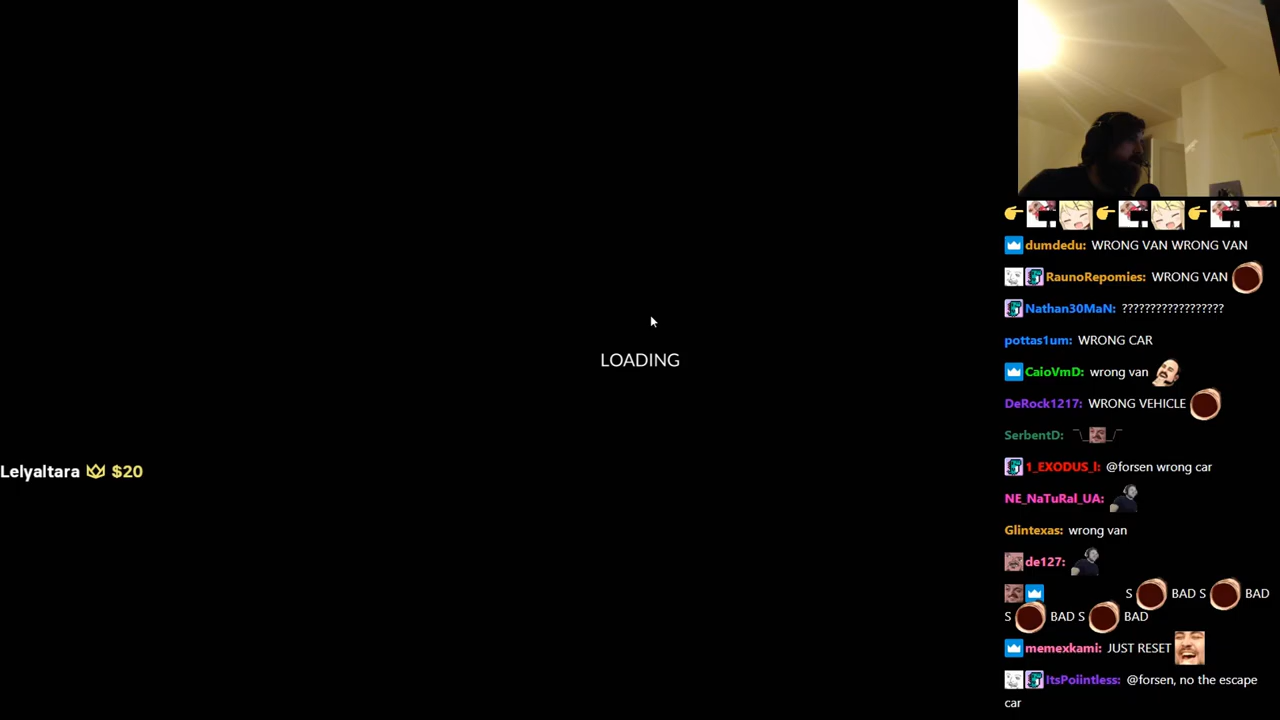 dumdedu: WRONG VAN WRONG VAN
RaunoRepomies: WRONG VAN
Nathan30MaN: ??????????????????
LOADING
pottas1um: WRONG CAR
CaioVmD: wrong van
DeRock1217: WRONG VEHICLE
SerbentD: ¯\_ _/¯
Lelyaltara $20
1_EXODUS_l: @forsen wrong car
NE_NaTuRal_UA:
Glintexas: wrong van
de127:
S BAD S BAD
S BAD S BAD
memexkami: JUST RESET
ItsPoiintless: @forsen, no the escape
car